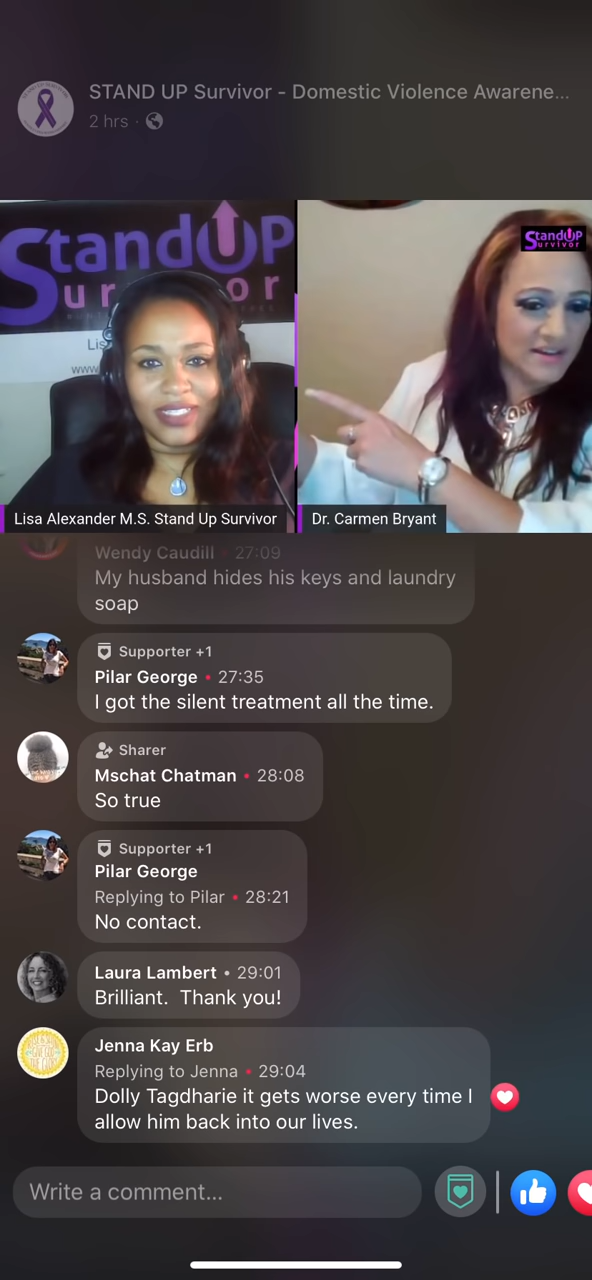 STAND UP Survivor - Domestic Violence Awarene...
2 hrs ·
StandUP
Survivor
StandUP
Survivor
Lis
www
Lisa Alexander M.S. Stand Up Survivor
Dr. Carmen Bryant
Wendy Caudill • 27:09
My husband hides his keys and laundry
soap
Supporter +1
Pilar George • 27:35
I got the silent treatment all the time.
Sharer
Mschat Chatman • 28:08
So true
Supporter +1
Pilar George
Replying to Pilar • 28:21
No contact.
Laura Lambert • 29:01
Brilliant.  Thank you!
Jenna Kay Erb
Replying to Jenna • 29:04
Dolly Tagdharie it gets worse every time I
allow him back into our lives.
Write a comment...